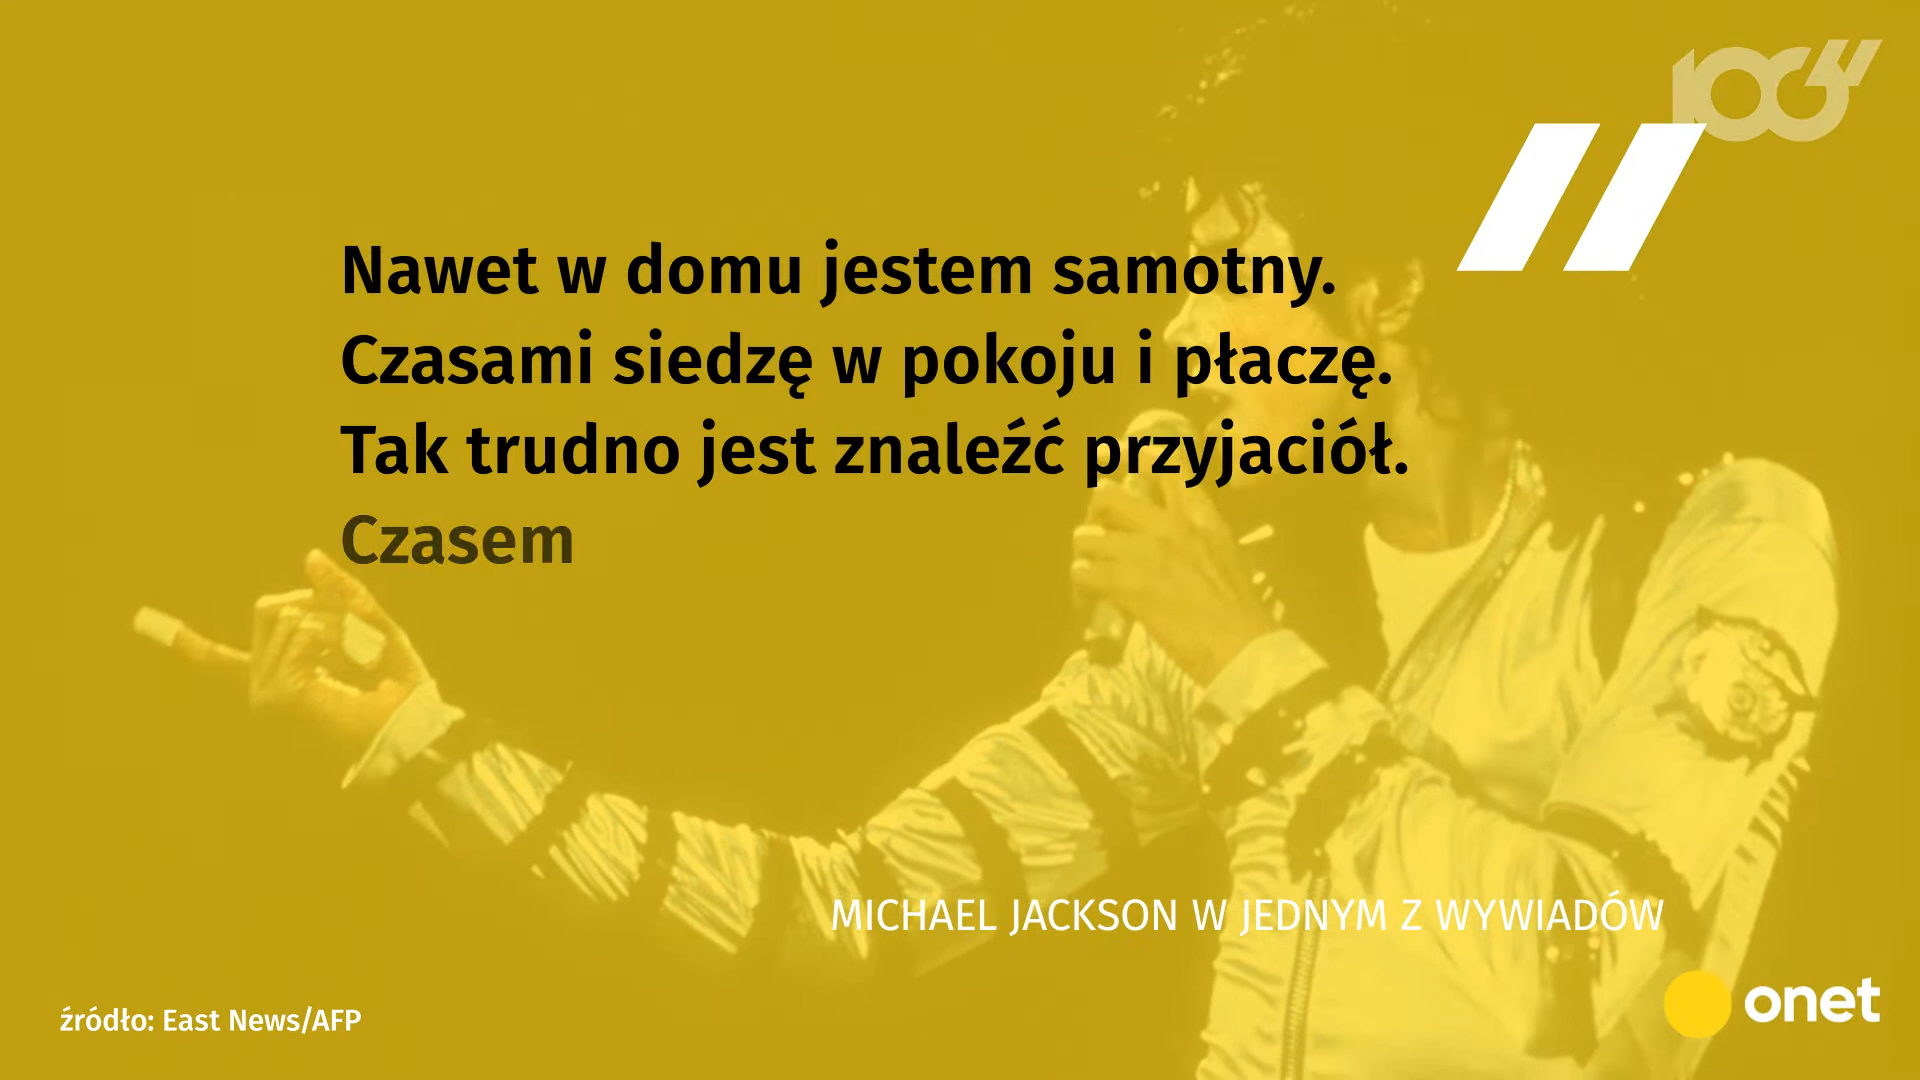 100"
Nawet w domu jestem samotny.
Czasami siedzę w pokoju i płaczę.
Tak trudno jest znaleźć przyjaciół.
Czasem
MICHAEL JACKSON W JEDNYM Z WYWIADÓW
źródło: East News/AFP
onet